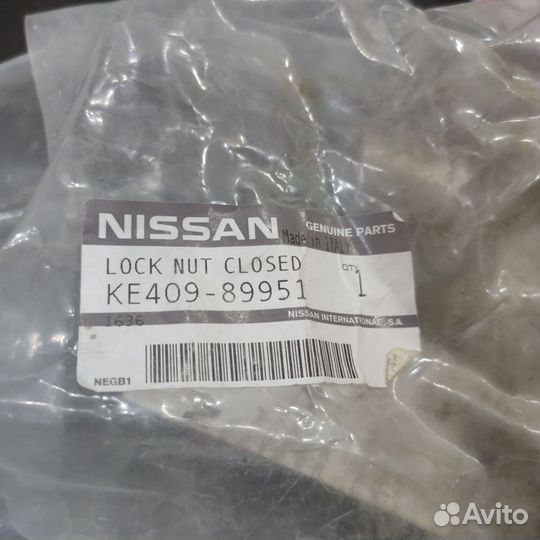 NISSAN GENUINE PARTS
Made in ITALY
LOCK NUT CLOSED QTY
KE409-89951 1
1636 NISSAN INTERNATIONAL, SA
NEGB1
Avito